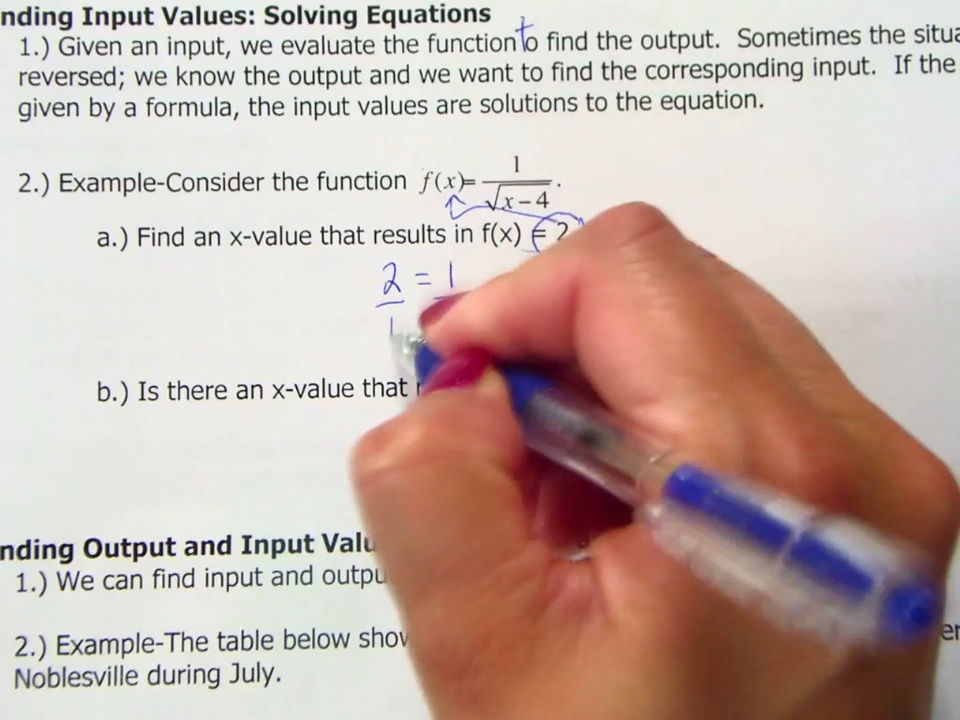 nding Input Values: Solving Equations
1.) Given an input, we evaluate the function to find the output. Sometimes the situa
reversed; we know the output and we want to find the corresponding input. If the
given by a formula, the input values are solutions to the equation.
2.) Example-Consider the function f(x)= 1/√x-4.
a.) Find an x-value that results in f(x) = 2
2/1 = 1
b.) Is there an x-value that
nding Output and Input Valu
1.) We can find input and outpu
2.) Example-The table below show
Noblesville during July.